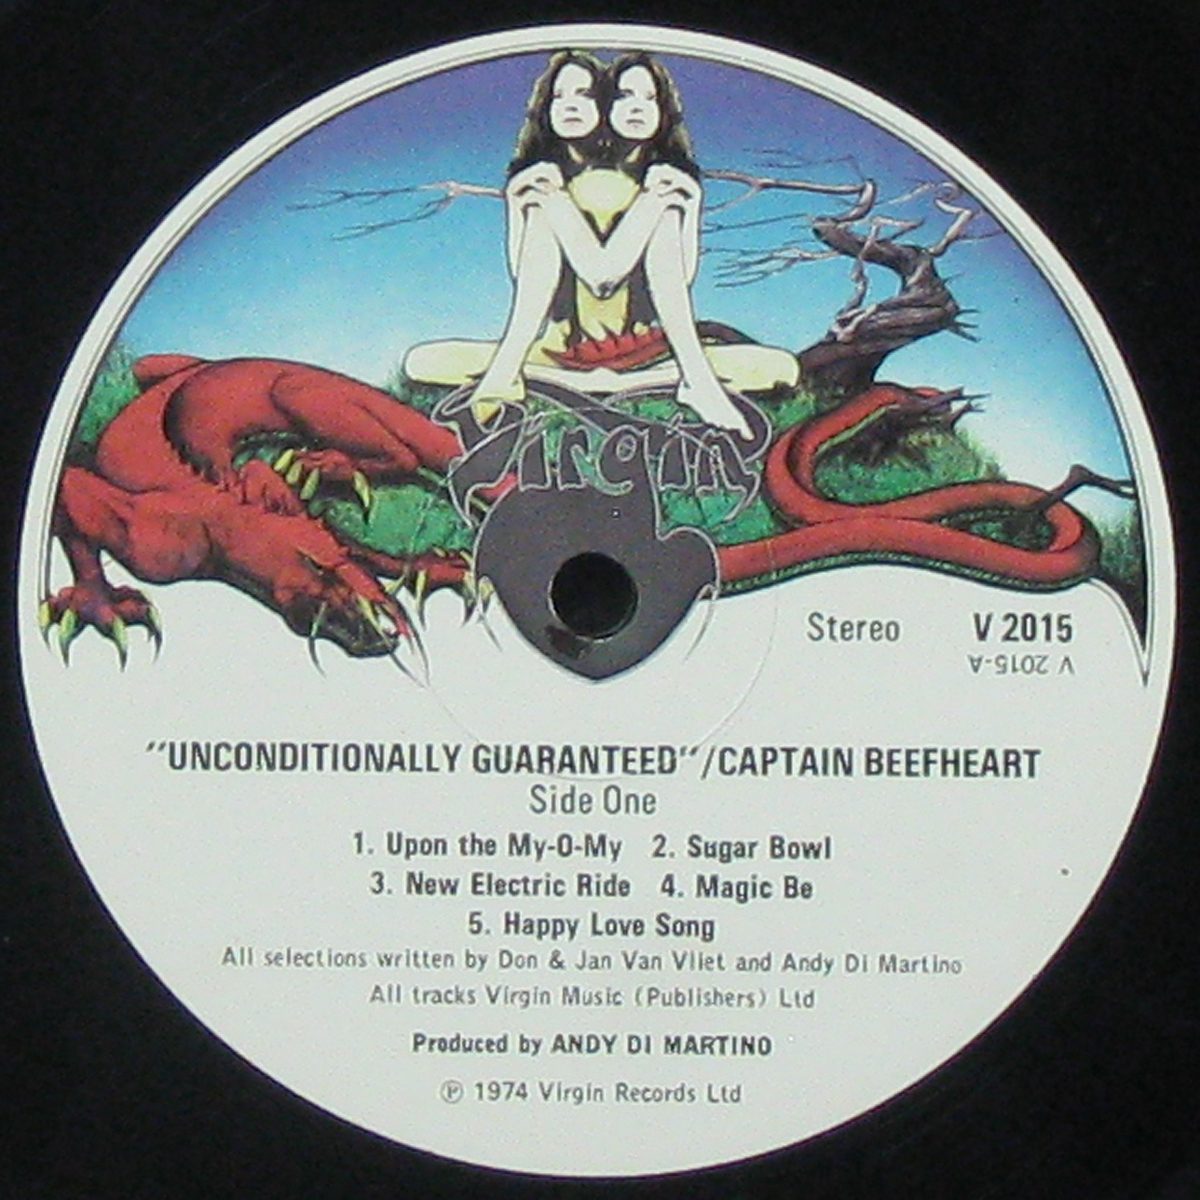 Virgin
Stereo V 2015
V 2015-A
"UNCONDITIONALLY GUARANTEED"/CAPTAIN BEEFHEART
Side One
1. Upon the My-O-My 2. Sugar Bowl
3. New Electric Ride 4. Magic Be
5. Happy Love Song
All selections written by Don & Jan Van Vliet and Andy Di Martino
All tracks Virgin Music (Publishers) Ltd
Produced by ANDY DI MARTINO
℗ 1974 Virgin Records Ltd